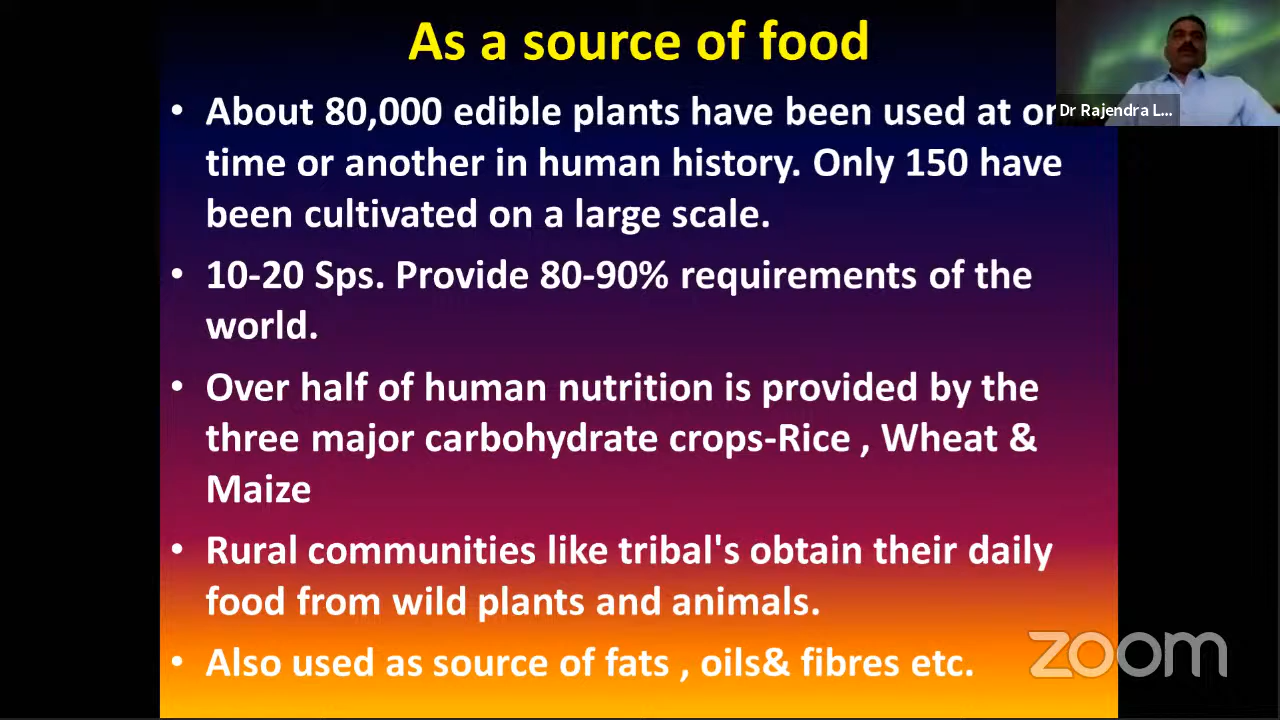 As a source of food
• About 80,000 edible plants have been used at or
time or another in human history. Only 150 have
been cultivated on a large scale.
• 10-20 Sps. Provide 80-90% requirements of the
world.
• Over half of human nutrition is provided by the
three major carbohydrate crops-Rice , Wheat &
Maize
• Rural communities like tribal's obtain their daily
food from wild plants and animals.
• Also used as source of fats , oils& fibres etc.
Dr Rajendra L...
zoom